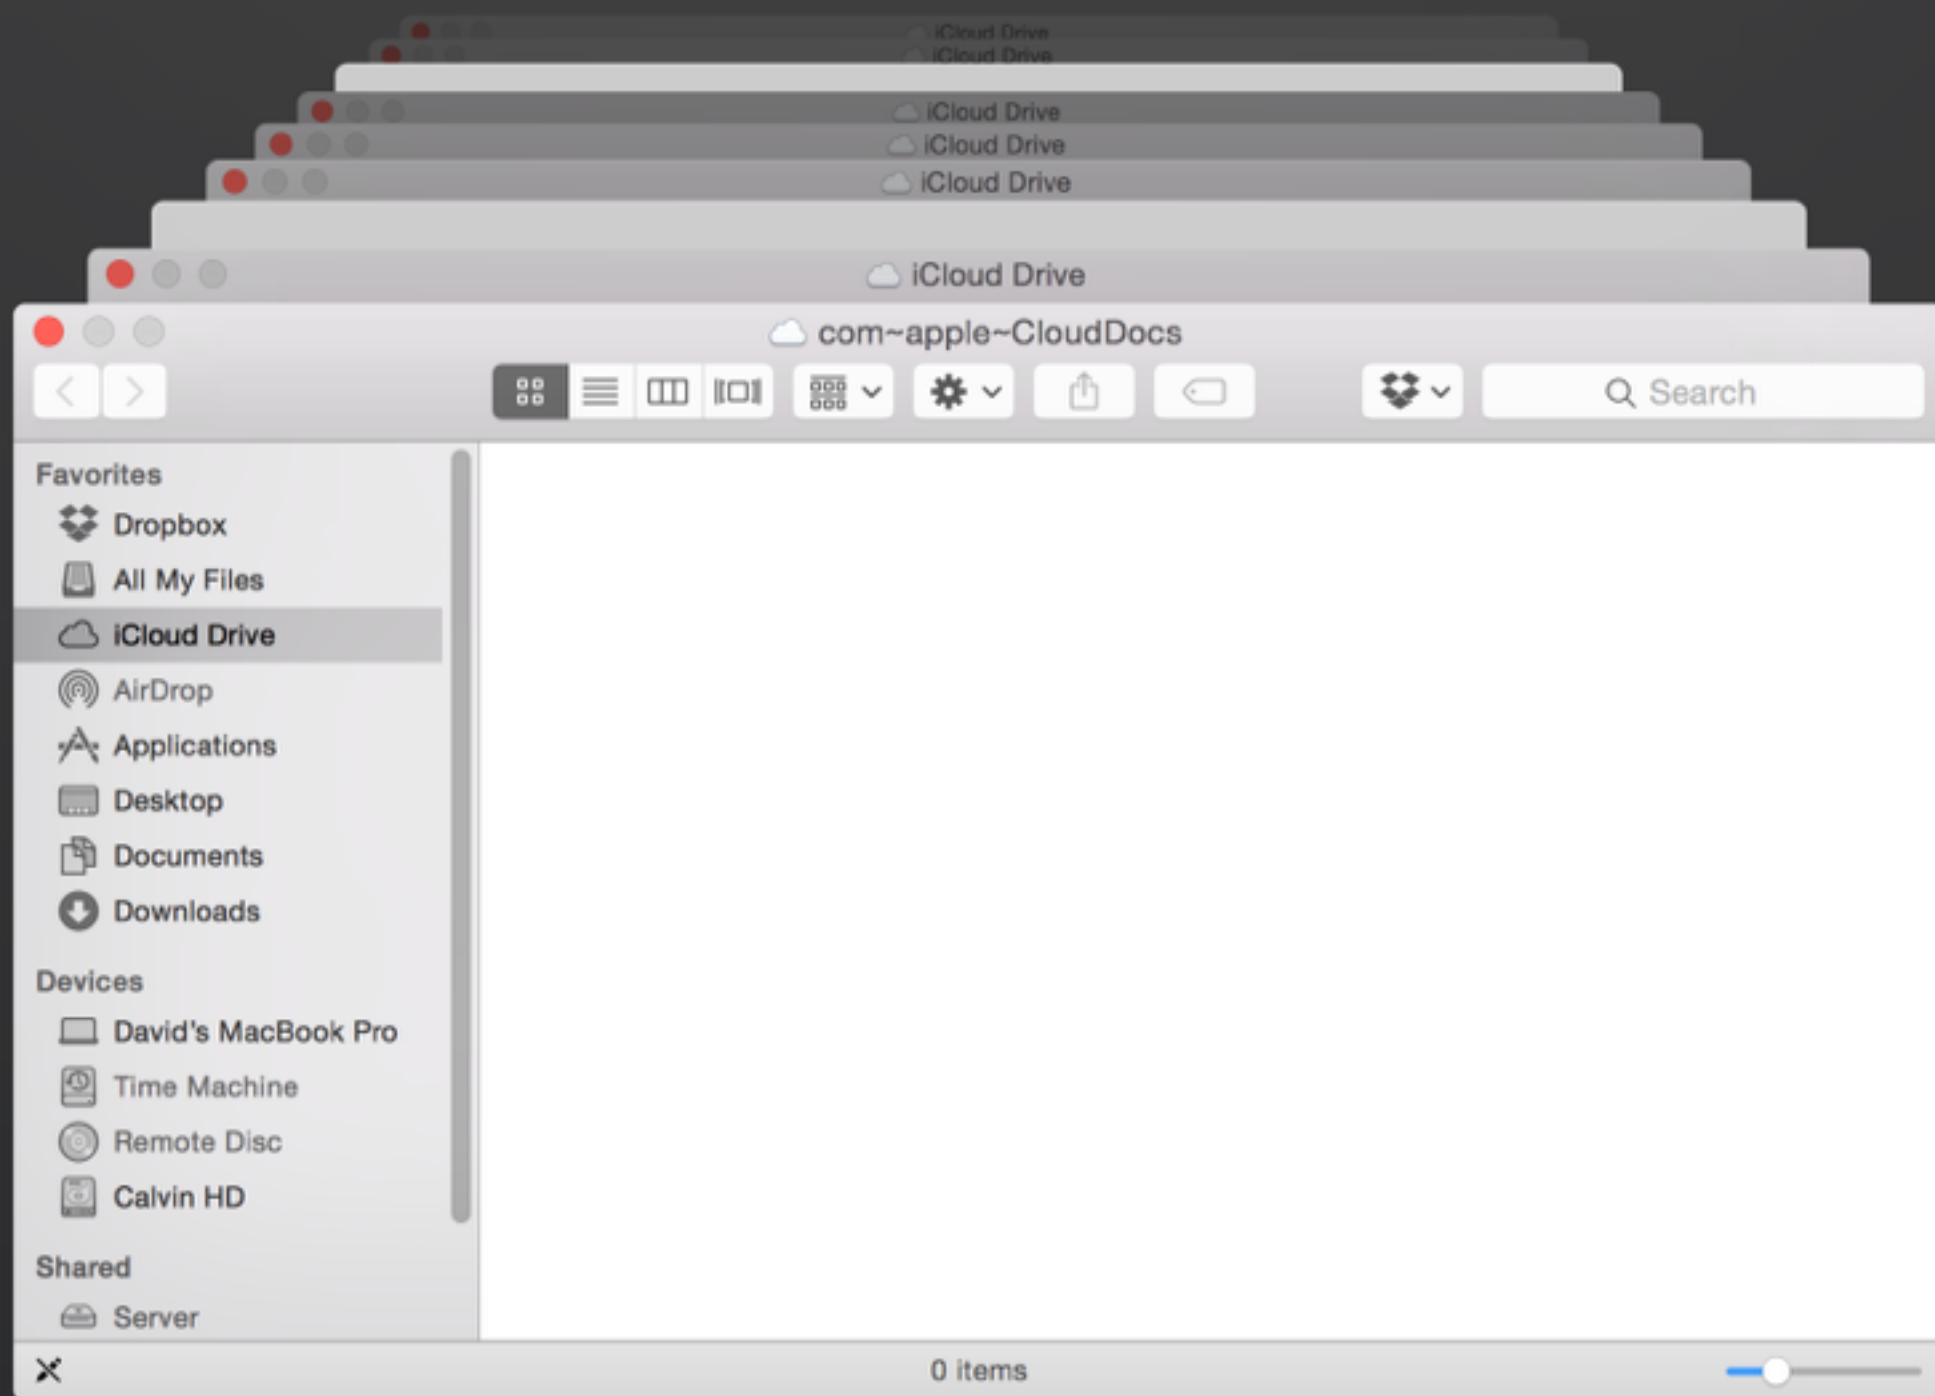 iCloud Drive
iCloud Drive
iCloud Drive
iCloud Drive
iCloud Drive
iCloud Drive
com~apple~CloudDocs
Search
Favorites
Dropbox
All My Files
iCloud Drive
AirDrop
Applications
Desktop
Documents
Downloads
Devices
David's MacBook Pro
Time Machine
Remote Disc
Calvin HD
Shared
Server
0 items